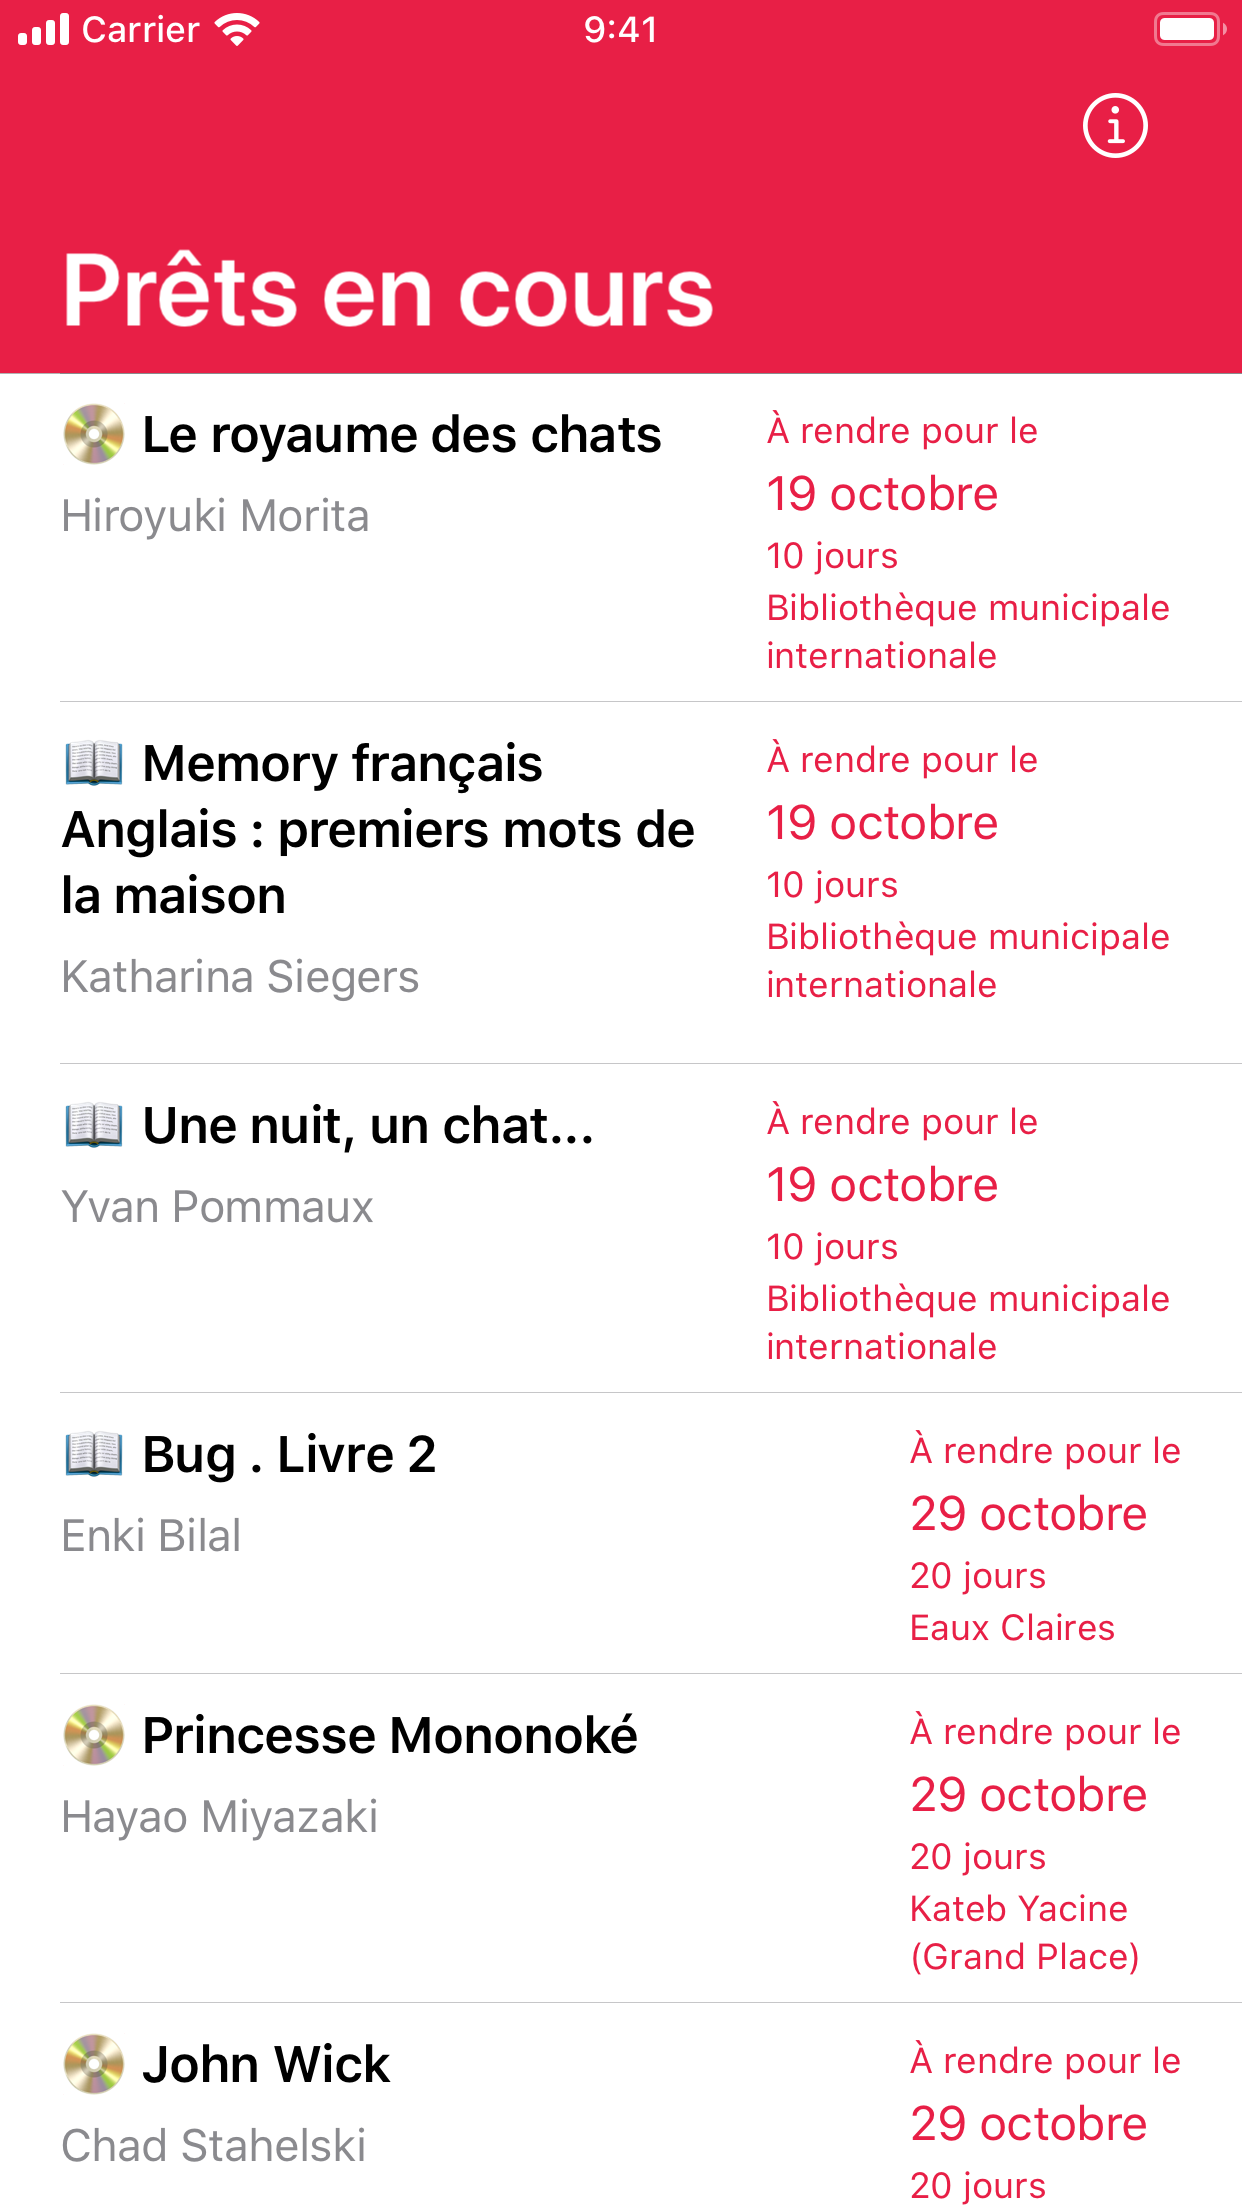 Carrier
9:41
Prêts en cours
Le royaume des chats
Hiroyuki Morita
À rendre pour le
19 octobre
10 jours
Bibliothèque municipale
internationale
Memory français
Anglais : premiers mots de
la maison
Katharina Siegers
À rendre pour le
19 octobre
10 jours
Bibliothèque municipale
internationale
Une nuit, un chat...
Yvan Pommaux
À rendre pour le
19 octobre
10 jours
Bibliothèque municipale
internationale
Bug . Livre 2
Enki Bilal
À rendre pour le
29 octobre
20 jours
Eaux Claires
Princesse Mononoké
Hayao Miyazaki
À rendre pour le
29 octobre
20 jours
Kateb Yacine
(Grand Place)
John Wick
Chad Stahelski
À rendre pour le
29 octobre
20 jours